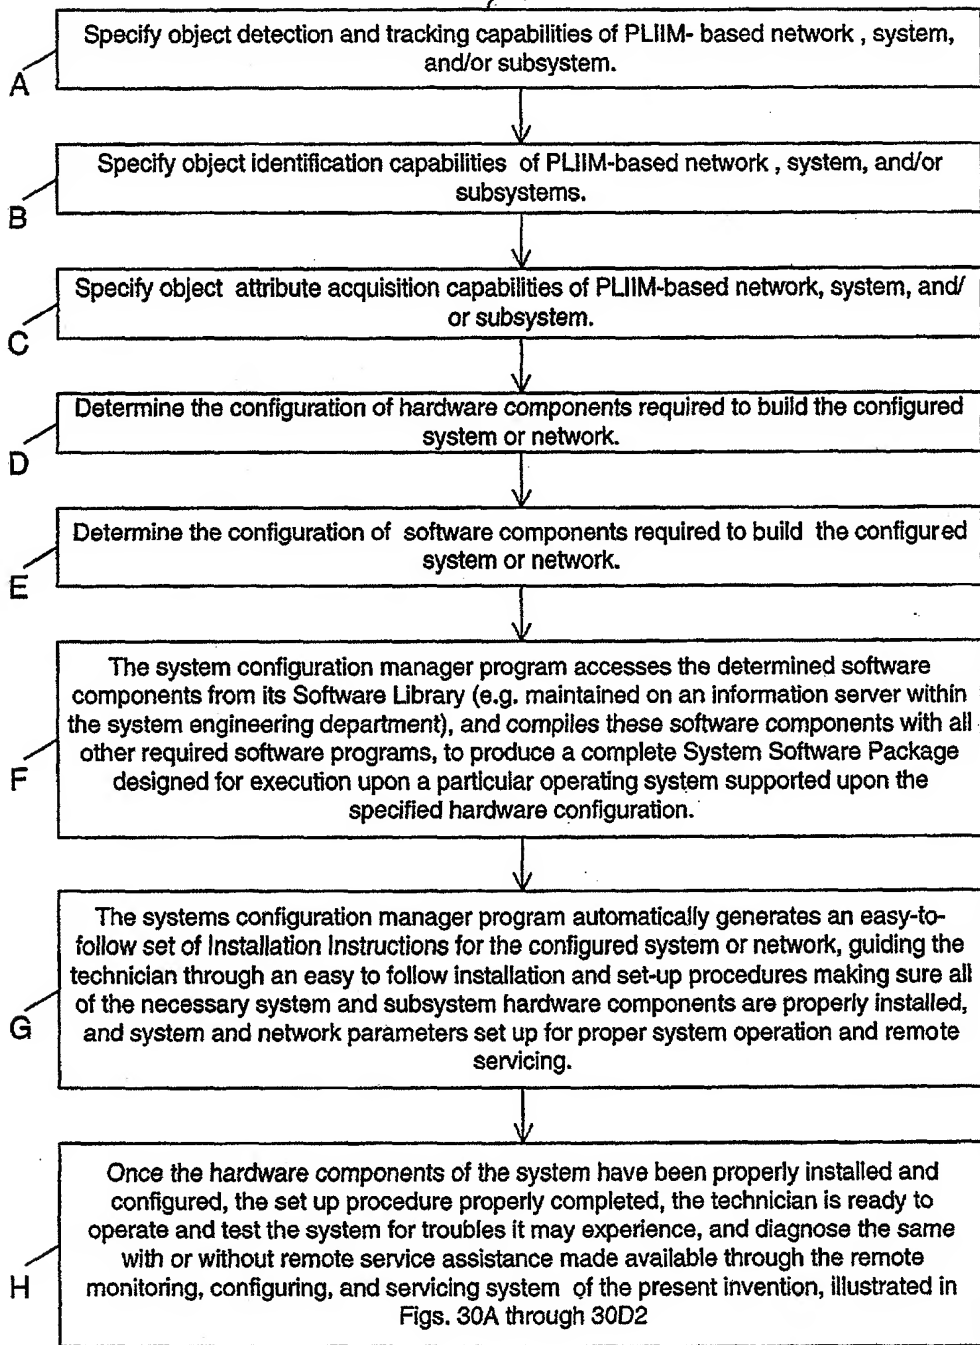 Specify object detection and tracking capabilities of PLIIM- based network , system,
and/or subsystem.
A
Specify object identification capabilities of PLIIM-based network , system, and/or
subsystems.
B
Specify object attribute acquisition capabilities of PLIIM-based network, system, and/
or subsystem.
C
Determine the configuration of hardware components required to build the configured
system or network.
D
Determine the configuration of software components required to build the configured
system or network.
E
The system configuration manager program accesses the determined software
components from its Software Library (e.g. maintained on an information server within
the system engineering department), and compiles these software components with all
other required software programs, to produce a complete System Software Package
designed for execution upon a particular operating system supported upon the
specified hardware configuration.
F
The systems configuration manager program automatically generates an easy-to-
follow set of Installation Instructions for the configured system or network, guiding the
technician through an easy to follow installation and set-up procedures making sure all
of the necessary system and subsystem hardware components are properly installed,
and system and network parameters set up for proper system operation and remote
servicing.
G
Once the hardware components of the system have been properly installed and
configured, the set up procedure properly completed, the technician is ready to
operate and test the system for troubles it may experience, and diagnose the same
with or without remote service assistance made available through the remote
monitoring, configuring, and servicing system of the present invention, illustrated in
Figs. 30A through 30D2
H